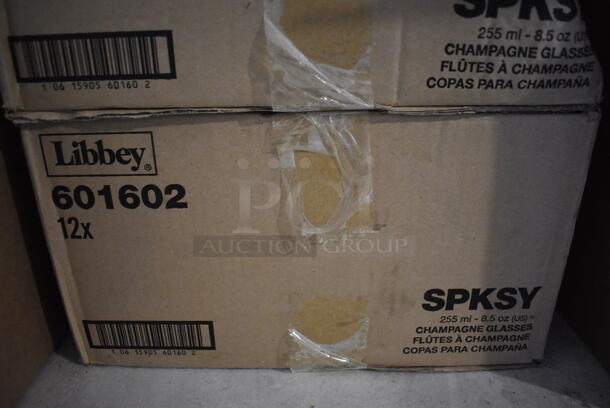 SPKSY
255 ml - 8.5 oz (US)
CHAMPAGNE GLASSES
FLÛTES À CHAMPAGNE
COPAS PARA CHAMPAÑA
1 06 15905 60160 2
Libbey®
601602
12x
PCI
AUCTION GROUP
SPKSY
255 ml - 8.5 oz (US)
CHAMPAGNE GLASSES
FLÛTES À CHAMPAGNE
COPAS PARA CHAMPAÑA
1 06 15905 60160 2